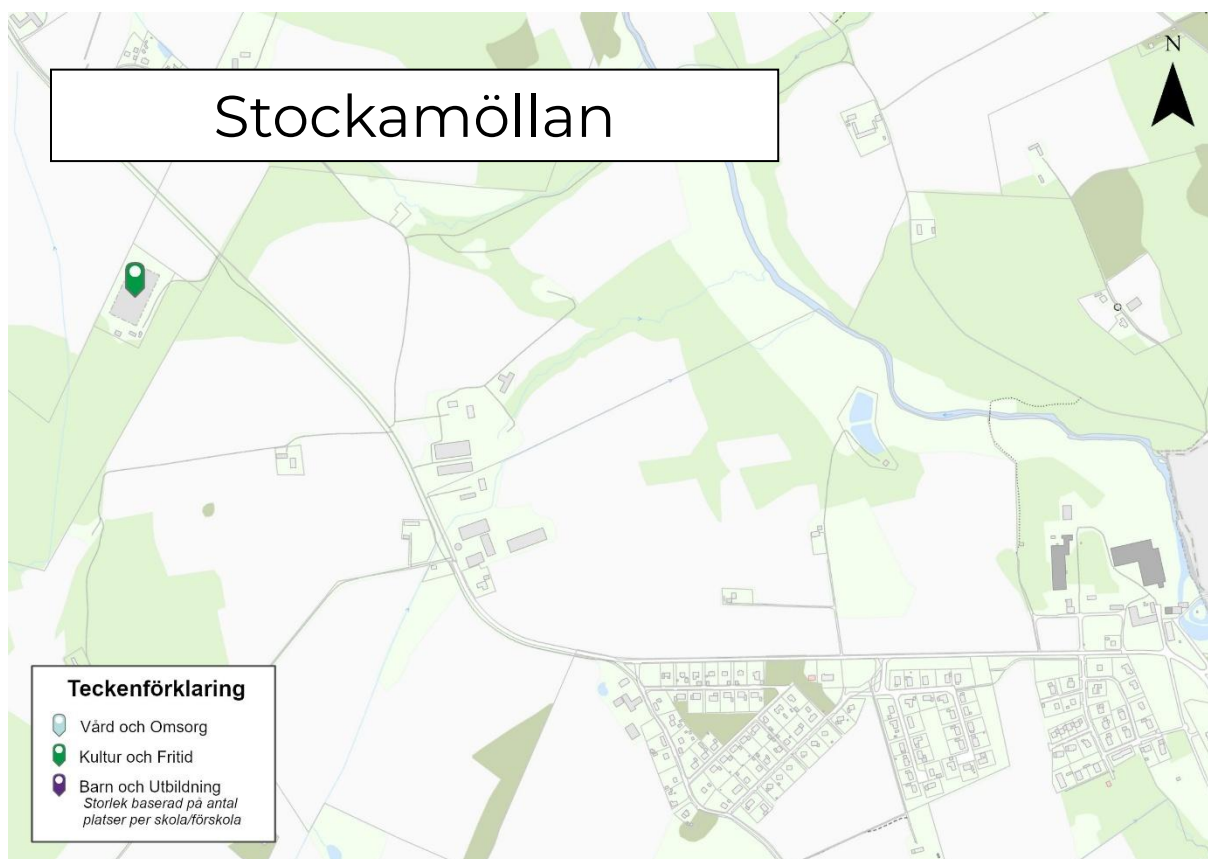 Stockamöllan
N
Teckenförklaring
Vård och Omsorg
Kultur och Fritid
Barn och Utbildning
Storlek baserad på antal
platser per skola/förskola